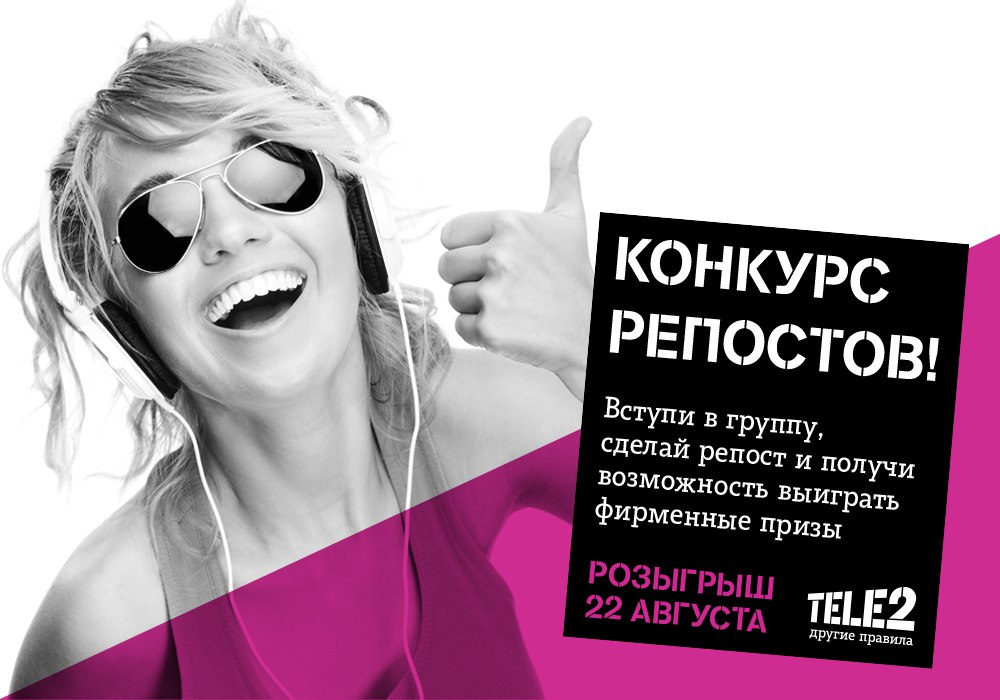 КОНКУРС
РЕПОСТОВ!
Вступи в группу,
сделай репост и получи
возможность выиграть
фирменные призы
РОЗЫГРЫШ
22 АВГУСТА
TELE2
другие правила